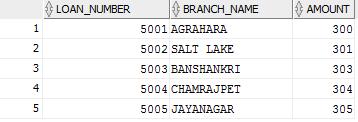 LOAN_NUMBER BRANCH_NAME AMOUNT
1 5001 AGRAHARA 300
2 5002 SALT LAKE 301
3 5003 BANSHANKRI 303
4 5004 CHAMRAJPET 304
5 5005 JAYANAGAR 305